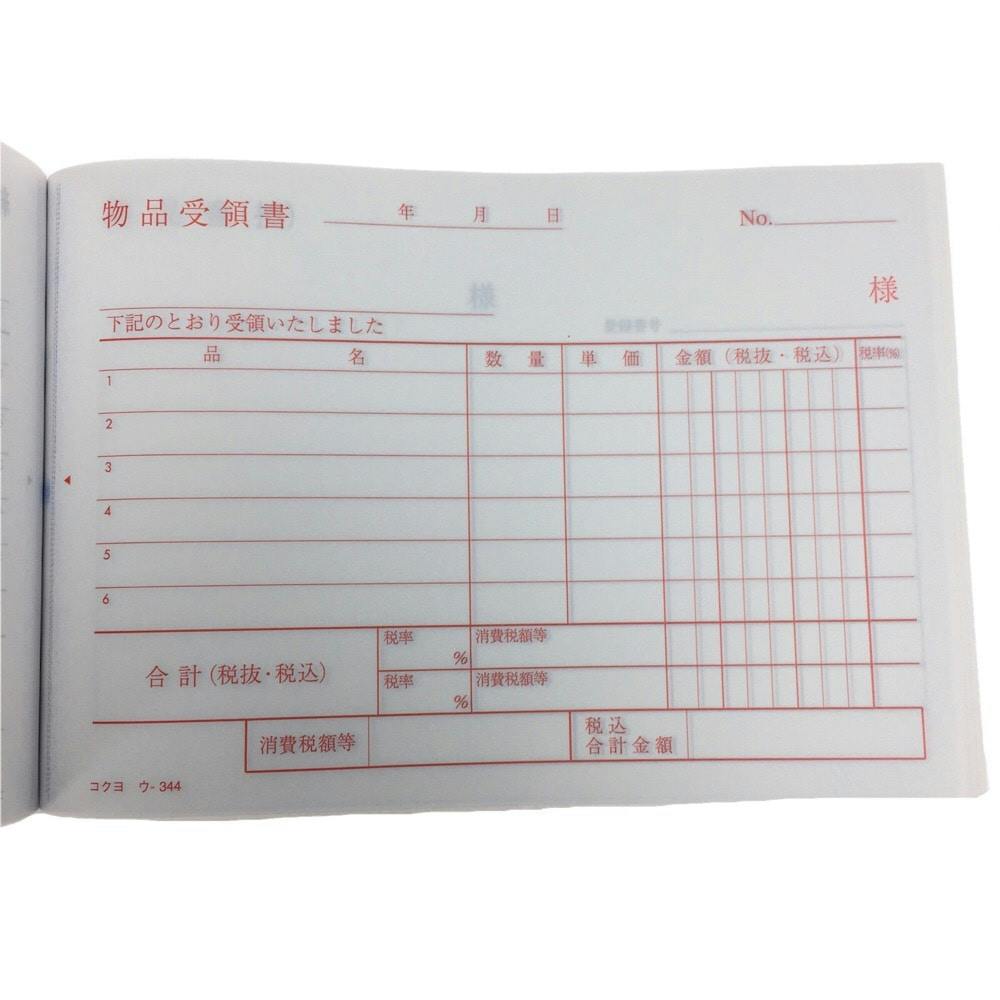 物品受領書 年 月 日 No.
様
様
下記のとおり受領いたしました
登録番号
品 名 数 量 単 価 金額(税抜・税込) 税率(%)
1
2
3
4
5
6
合 計(税抜・税込) 税率 % 消費税額等
税率 % 消費税額等
消費税額等 税込合計金額
コクヨ ウ-344